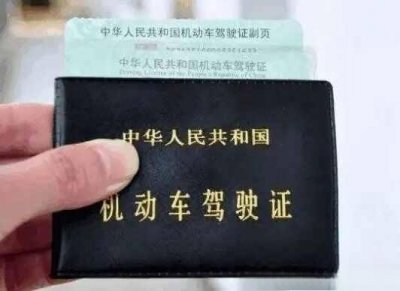 中华人民共和国机动车驾驶证副页
中华人民共和国机动车驾驶证
Driving License of the People's Republic of China
中华人民共和国
机动车驾驶证